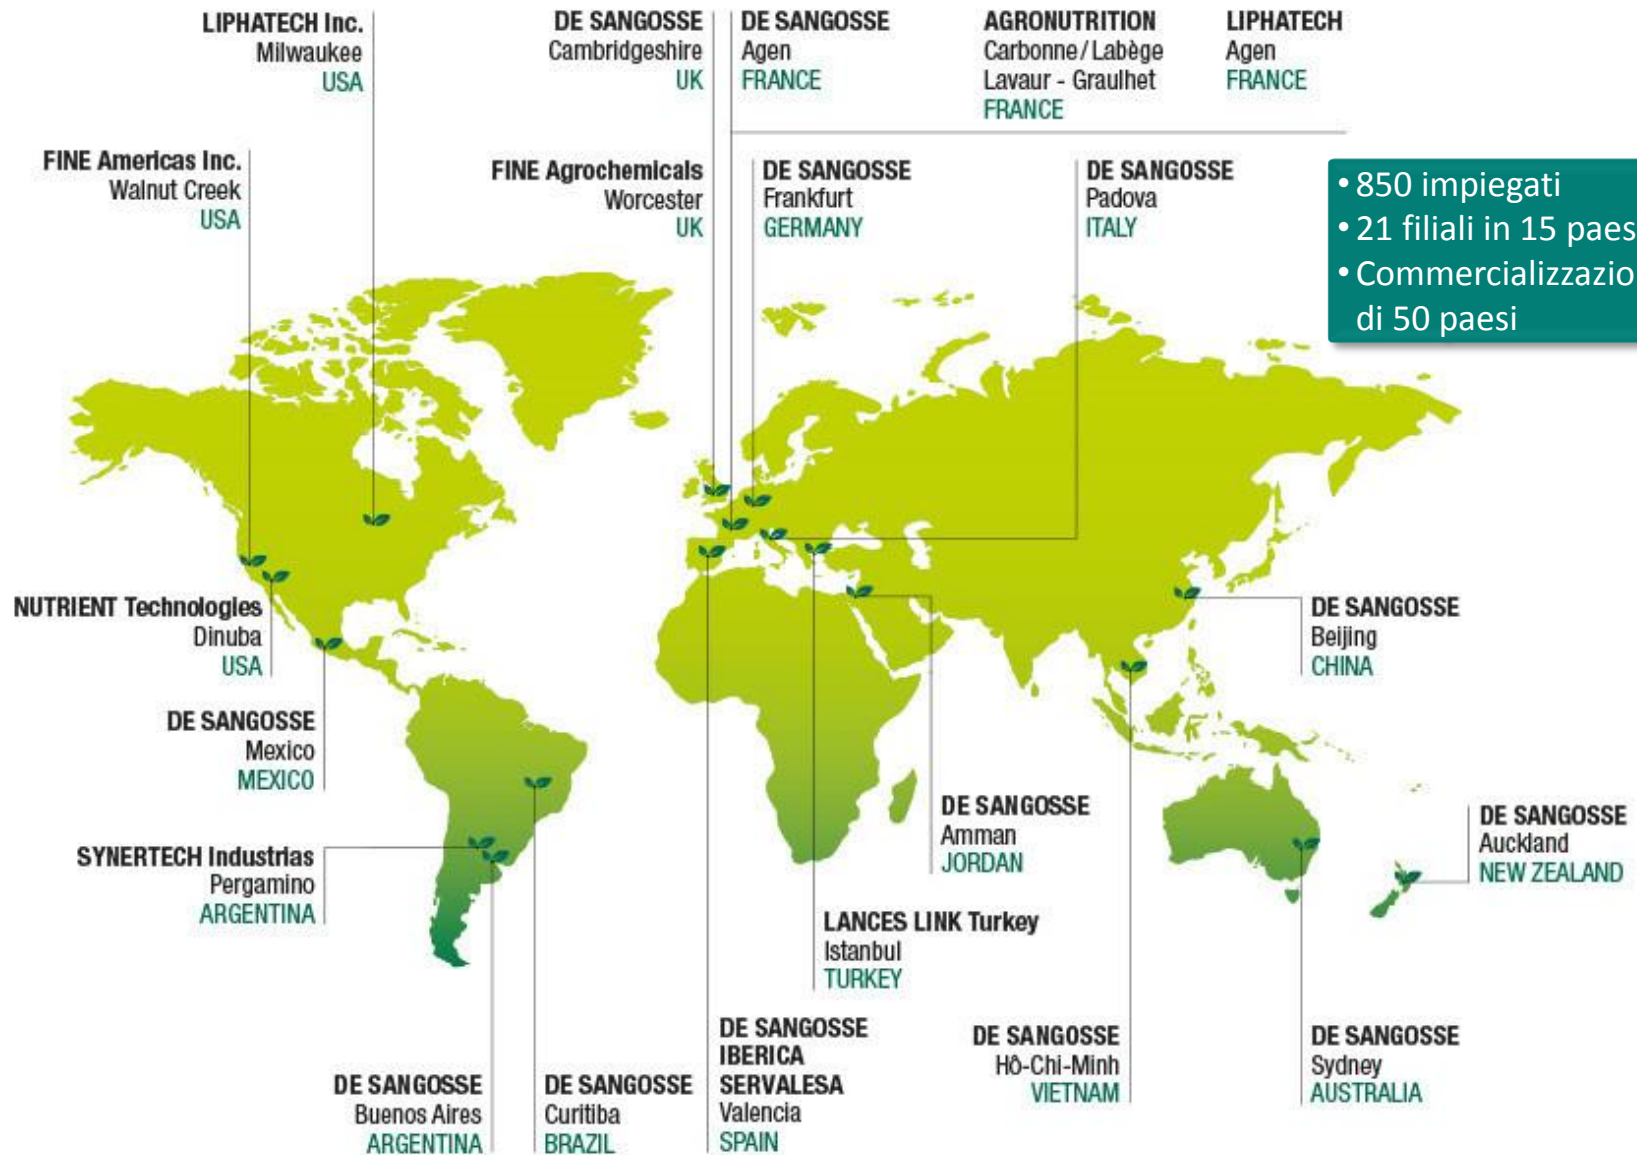 LIPHATECH Inc.
Milwaukee
USA
DE SANGOSSE
Cambridgeshire
UK
DE SANGOSSE
Agen
FRANCE
AGRONUTRITION
Carbonne/Labège
Lavaur - Graulhet
FRANCE
LIPHATECH
Agen
FRANCE
FINE Americas Inc.
Walnut Creek
USA
FINE Agrochemicals
Worcester
UK
DE SANGOSSE
Frankfurt
GERMANY
DE SANGOSSE
Padova
ITALY
• 850 impiegati
• 21 filiali in 15 paes
• Commercializzazio
di 50 paesi
NUTRIENT Technologies
Dinuba
USA
DE SANGOSSE
Beijing
CHINA
DE SANGOSSE
Mexico
MEXICO
SYNERTECH Industrias
Pergamino
ARGENTINA
DE SANGOSSE
Amman
JORDAN
DE SANGOSSE
Auckland
NEW ZEALAND
LANCES LINK Turkey
Istanbul
TURKEY
DE SANGOSSE
Buenos Aires
ARGENTINA
DE SANGOSSE
Curitiba
BRAZIL
DE SANGOSSE
IBERICA
SERVALESA
Valencia
SPAIN
DE SANGOSSE
Hô-Chi-Minh
VIETNAM
DE SANGOSSE
Sydney
AUSTRALIA